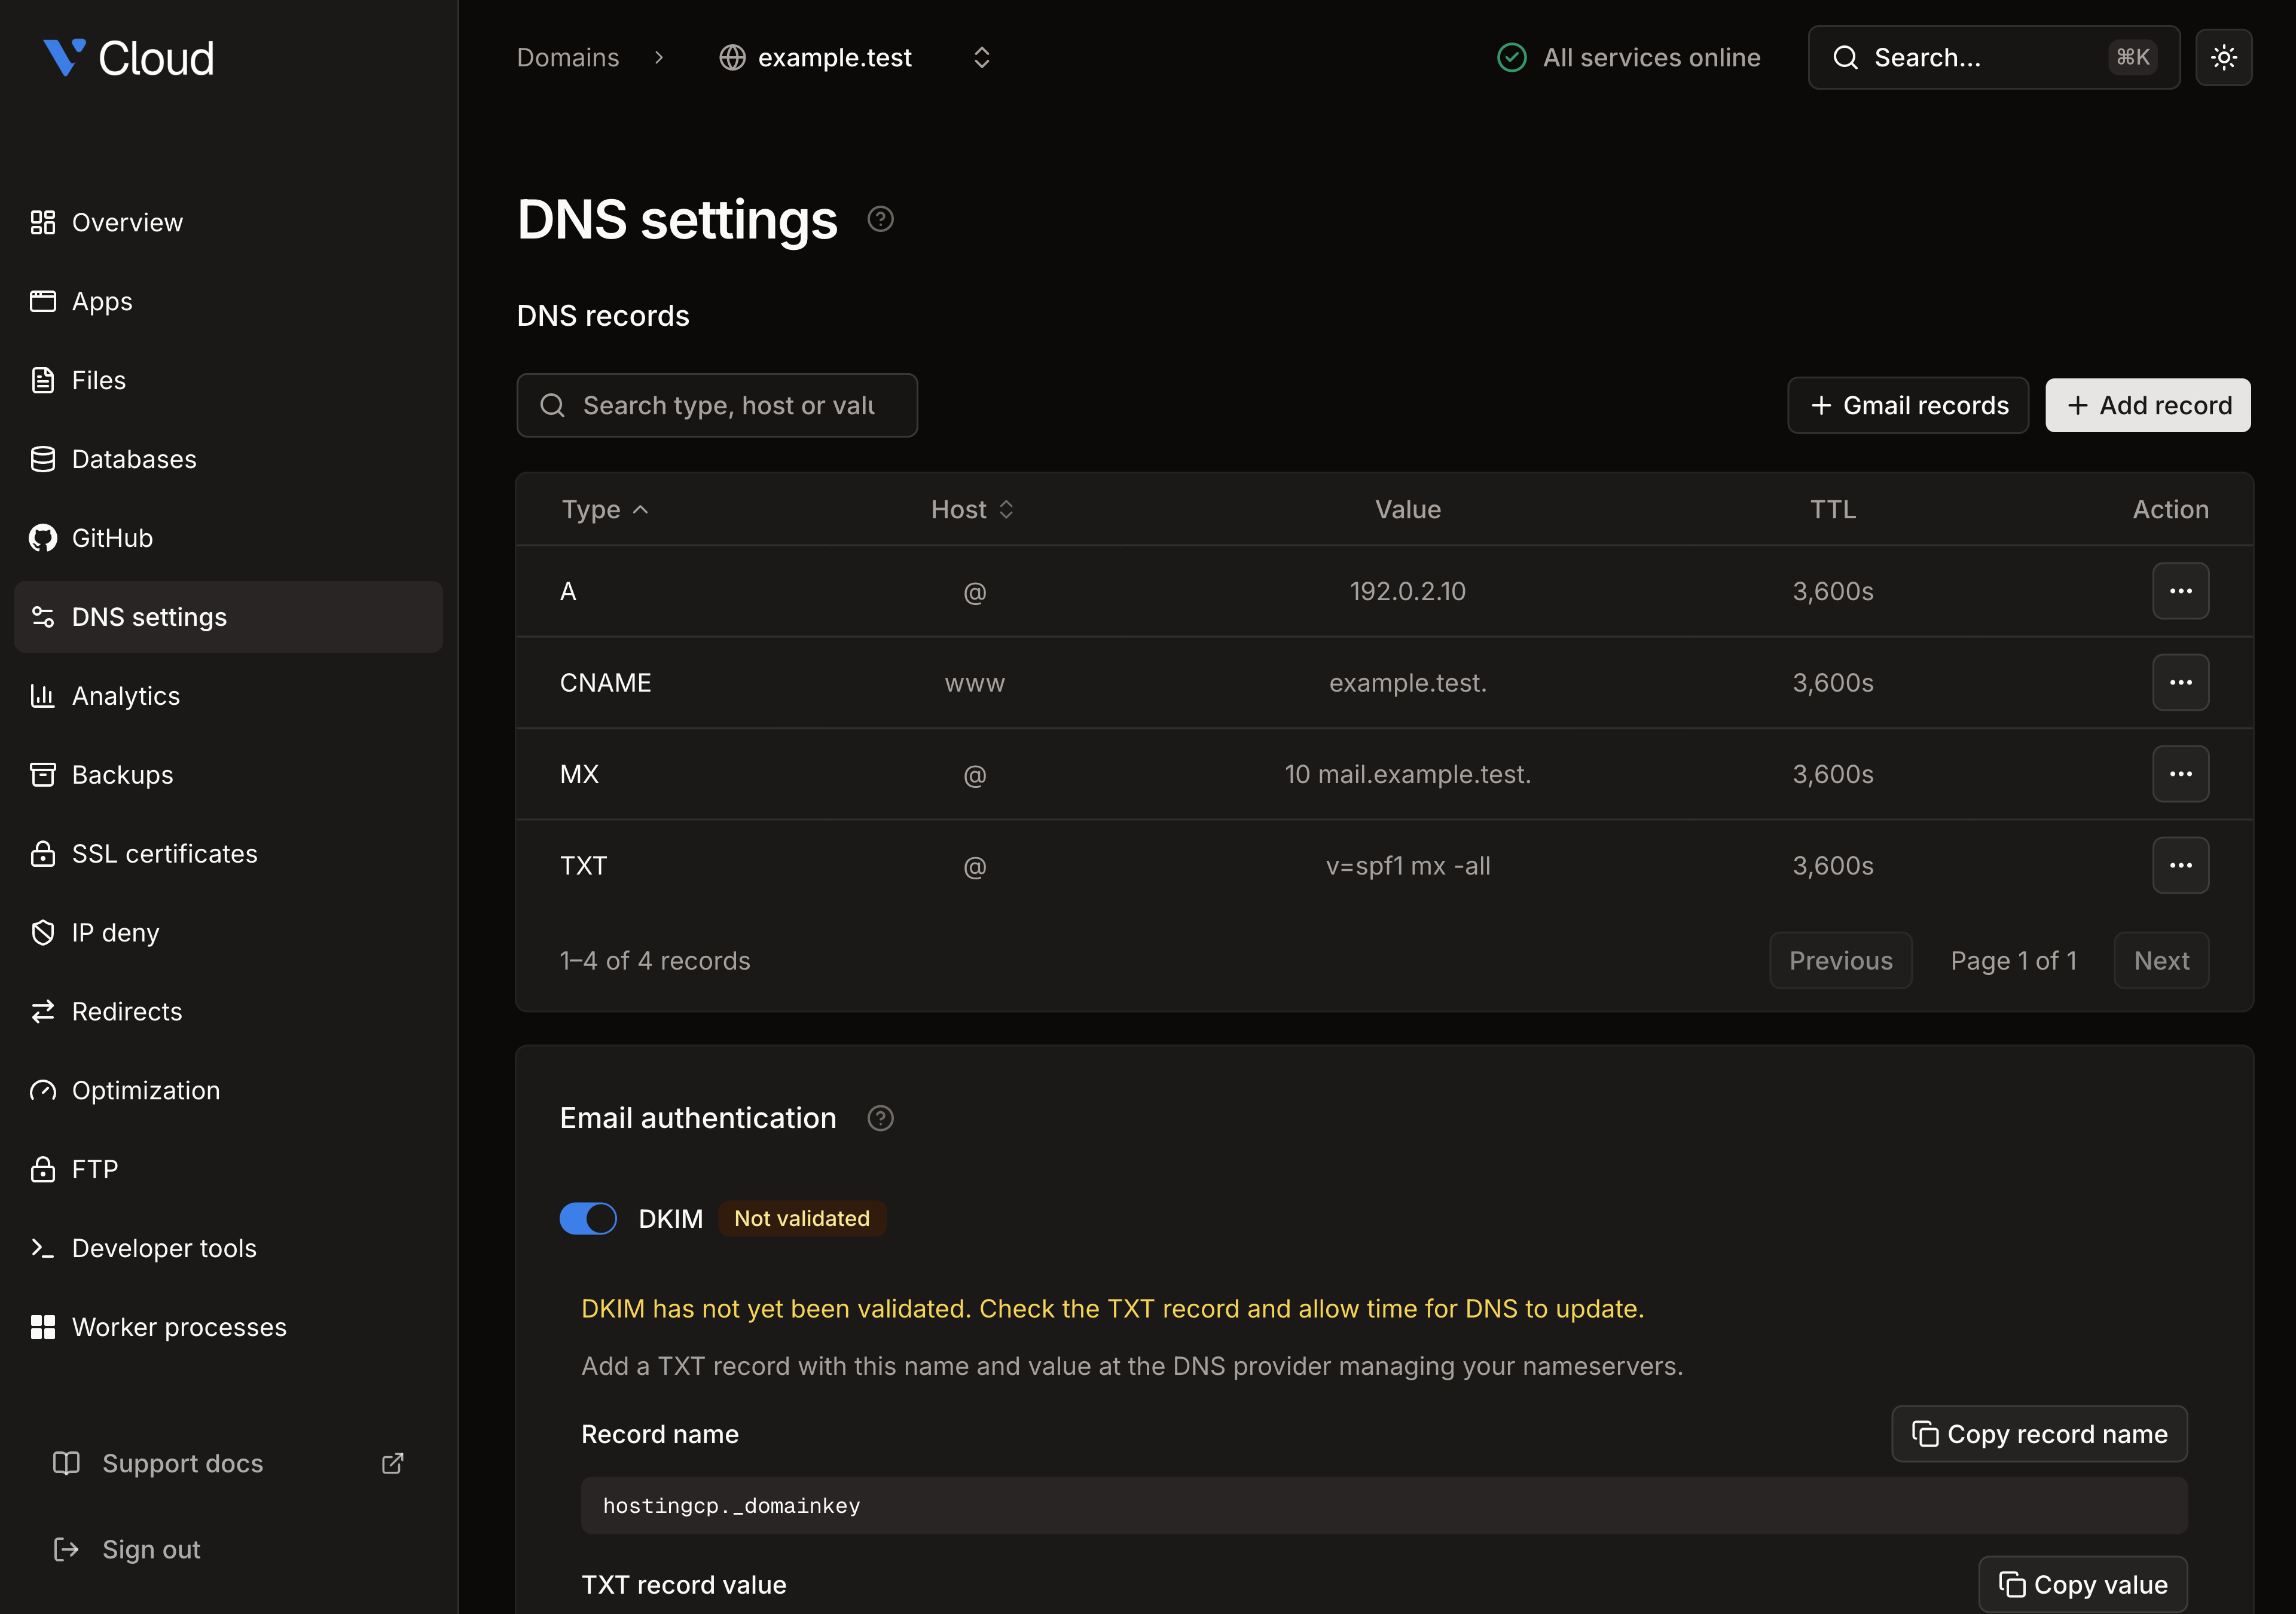 Cloud
Domains
example.test
All services online
Search...
⌘K
Overview
Apps
Files
Databases
GitHub
DNS settings
Analytics
Backups
SSL certificates
IP deny
Redirects
Optimization
FTP
Developer tools
Worker processes
Support docs
Sign out
DNS settings
DNS records
Search type, host or valu
Gmail records
Add record
Type Host Value TTL Action
A @ 192.0.2.10 3,600s
CNAME www example.test. 3,600s
MX @ 10 mail.example.test. 3,600s
TXT @ v=spf1 mx -all 3,600s
1–4 of 4 records
Previous Page 1 of 1 Next
Email authentication
DKIM Not validated
DKIM has not yet been validated. Check the TXT record and allow time for DNS to update.
Add a TXT record with this name and value at the DNS provider managing your nameservers.
Record name
Copy record name
hostingcp._domainkey
TXT record value
Copy value